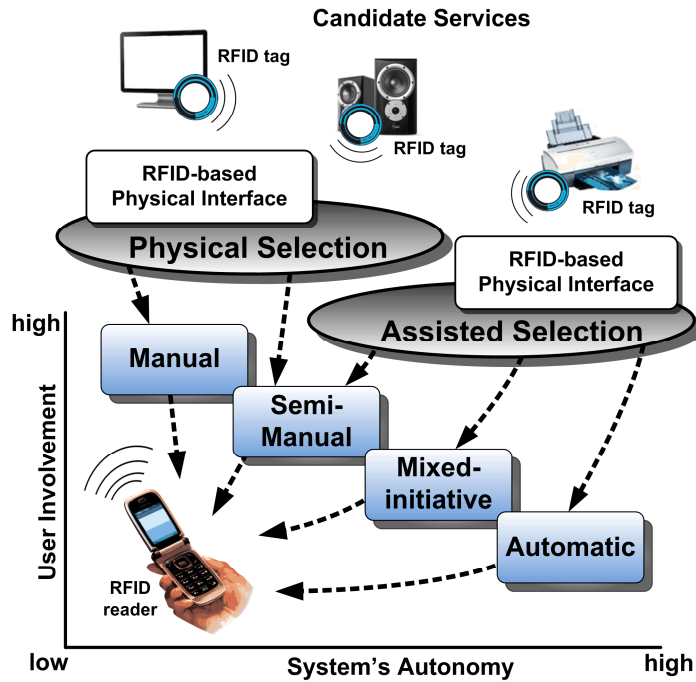 Candidate Services
RFID tag
RFID tag
RFID tag
RFID-based
Physical Interface
Physical Selection
RFID-based
Physical Interface
Assisted Selection
high
Manual
Semi-
Manual
Mixed-
initiative
Automatic
User Involvement
RFID
reader
low
System's Autonomy
high